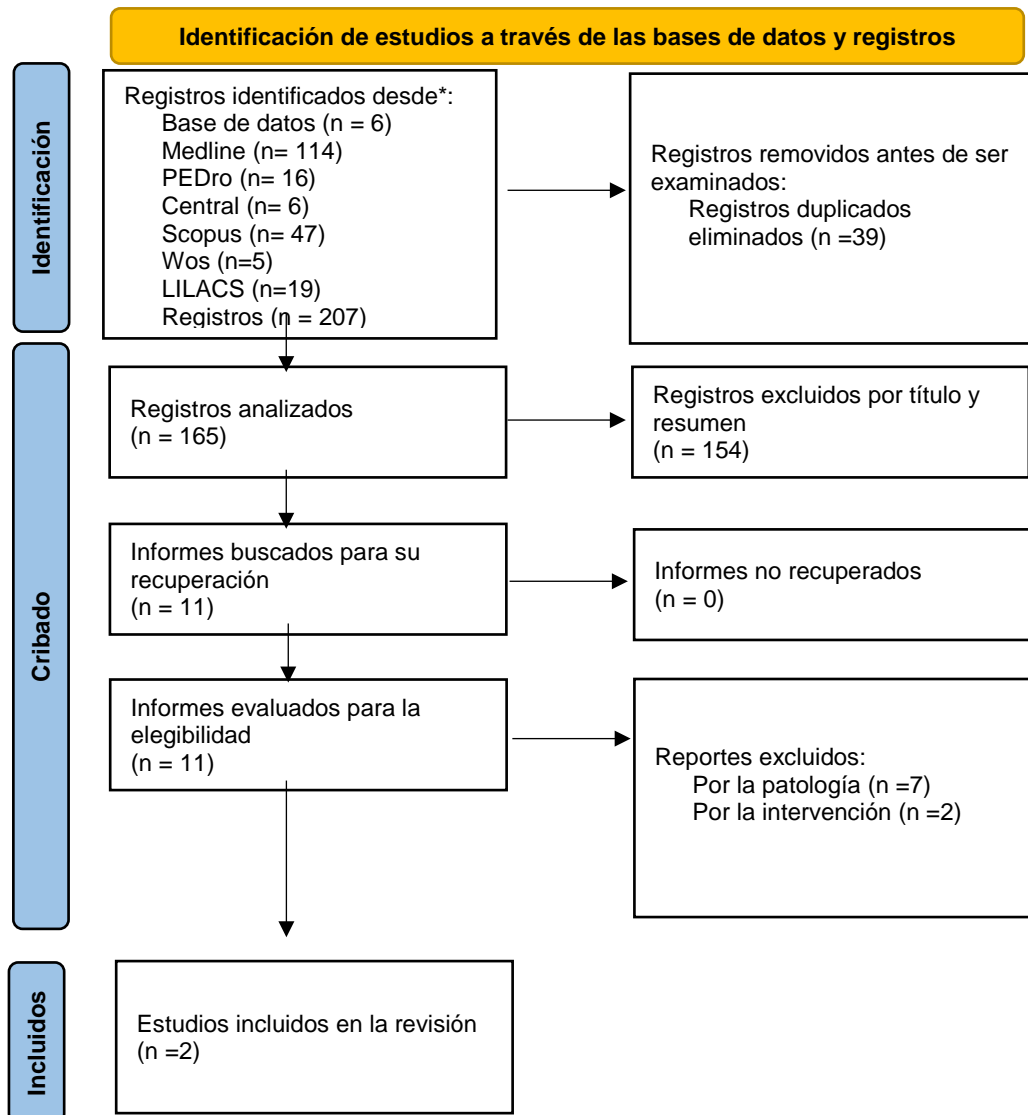 Identificación de estudios a través de las bases de datos y registros
Identificación
Registros identificados desde*:
Base de datos (n = 6)
Medline (n= 114)
PEDro (n= 16)
Central (n= 6)
Scopus (n= 47)
Wos (n=5)
LILACS (n=19)
Registros (n = 207)
Registros removidos antes de ser
examinados:
Registros duplicados
eliminados (n =39)
Cribado
Registros analizados
(n = 165)
Registros excluidos por título y
resumen
(n = 154)
Informes buscados para su
recuperación
(n = 11)
Informes no recuperados
(n = 0)
Informes evaluados para la
elegibilidad
(n = 11)
Reportes excluidos:
Por la patología (n =7)
Por la intervención (n =2)
Incluidos
Estudios incluidos en la revisión
(n =2)